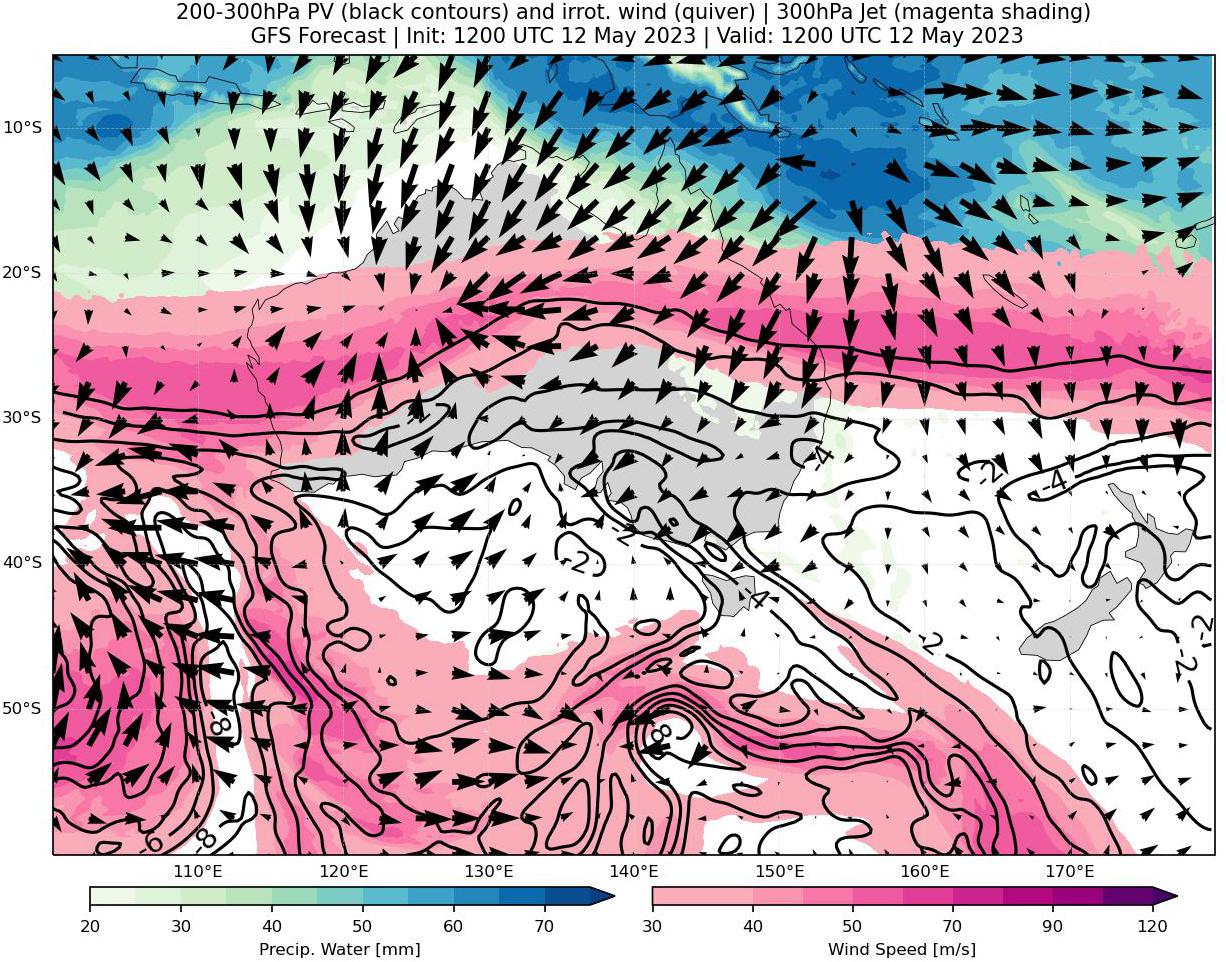 200-300hPa PV (black contours) and irrot. wind (quiver) | 300hPa Jet (magenta shading)
GFS Forecast | Init: 1200 UTC 12 May 2023 | Valid: 1200 UTC 12 May 2023
10°S
20°S
30°S
-4
-2
-4
-2
40°S
-2
-4
-2
-2
-2
50°S
-8
-8
-6
-8
110°E 120°E 130°E 140°E 150°E 160°E 170°E
20 30 40 50 60 70
30 40 50 70 90 120
Precip. Water [mm]
Wind Speed [m/s]